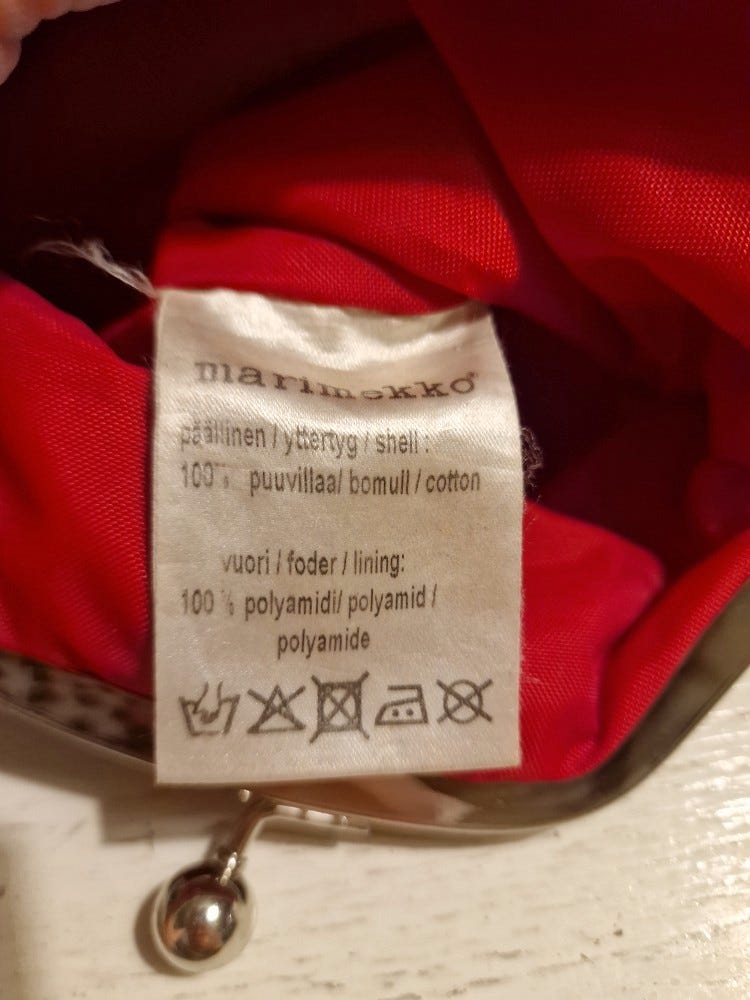 marimekko®
päällinen / yttertyg / shell :
100 % puuvillaa/ bomull / cotton
vuori / foder / lining:
100 % polyamidi/ polyamid /
polyamide